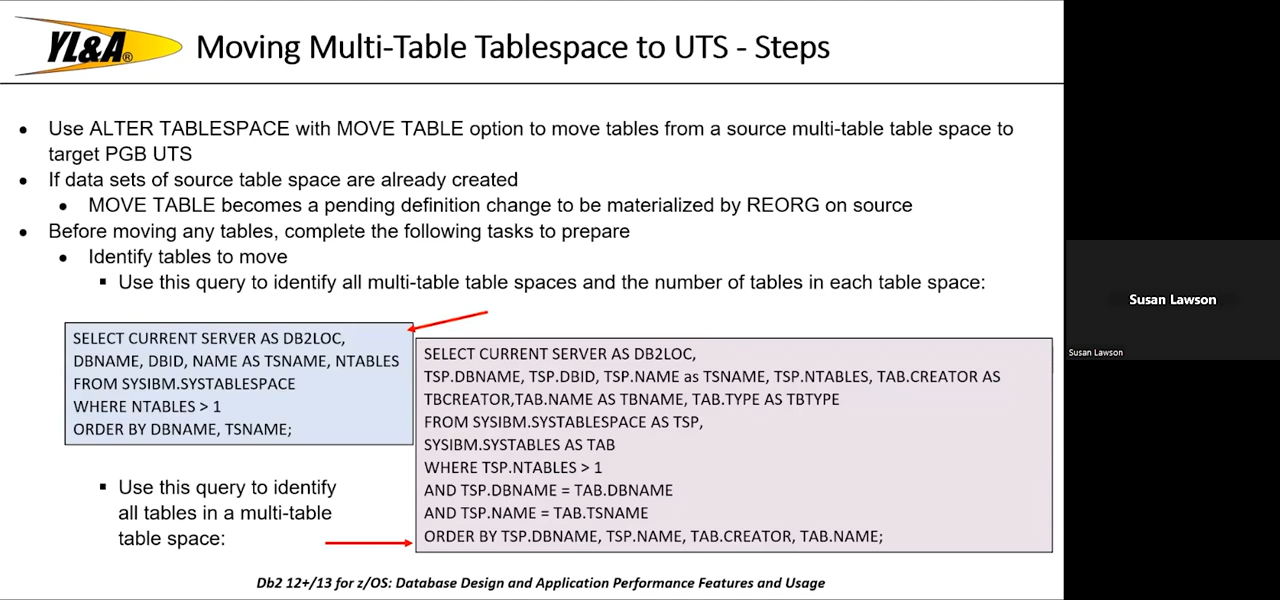 YL&A®
Moving Multi-Table Tablespace to UTS - Steps
• Use ALTER TABLESPACE with MOVE TABLE option to move tables from a source multi-table table space to
target PGB UTS
• If data sets of source table space are already created
• MOVE TABLE becomes a pending definition change to be materialized by REORG on source
• Before moving any tables, complete the following tasks to prepare
• Identify tables to move
▪ Use this query to identify all multi-table table spaces and the number of tables in each table space:
SELECT CURRENT SERVER AS DB2LOC,
DBNAME, DBID, NAME AS TSNAME, NTABLES
FROM SYSIBM.SYSTABLESPACE
WHERE NTABLES > 1
ORDER BY DBNAME, TSNAME;
▪ Use this query to identify
all tables in a multi-table
table space:
SELECT CURRENT SERVER AS DB2LOC,
TSP.DBNAME, TSP.DBID, TSP.NAME as TSNAME, TSP.NTABLES, TAB.CREATOR AS
TBCREATOR,TAB.NAME AS TBNAME, TAB.TYPE AS TBTYPE
FROM SYSIBM.SYSTABLESPACE AS TSP,
SYSIBM.SYSTABLES AS TAB
WHERE TSP.NTABLES > 1
AND TSP.DBNAME = TAB.DBNAME
AND TSP.NAME = TAB.TSNAME
ORDER BY TSP.DBNAME, TSP.NAME, TAB.CREATOR, TAB.NAME;
Db2 12+/13 for z/OS: Database Design and Application Performance Features and Usage
Susan Lawson
Susan Lawson